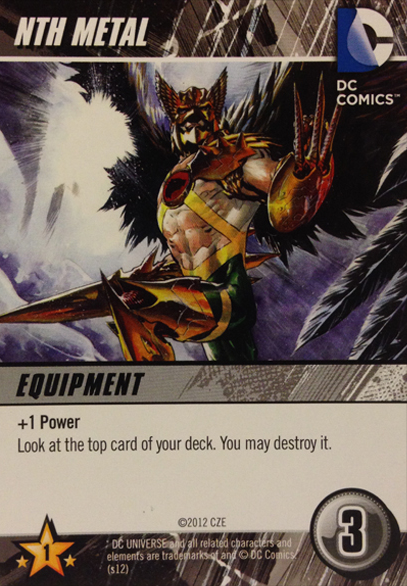 NTH METAL
DC
COMICS™
EQUIPMENT
+1 Power
Look at the top card of your deck. You may destroy it.
©2012 CZE
1
DC UNIVERSE and all related characters and
elements are trademarks of and © DC Comics.
(s12)
3